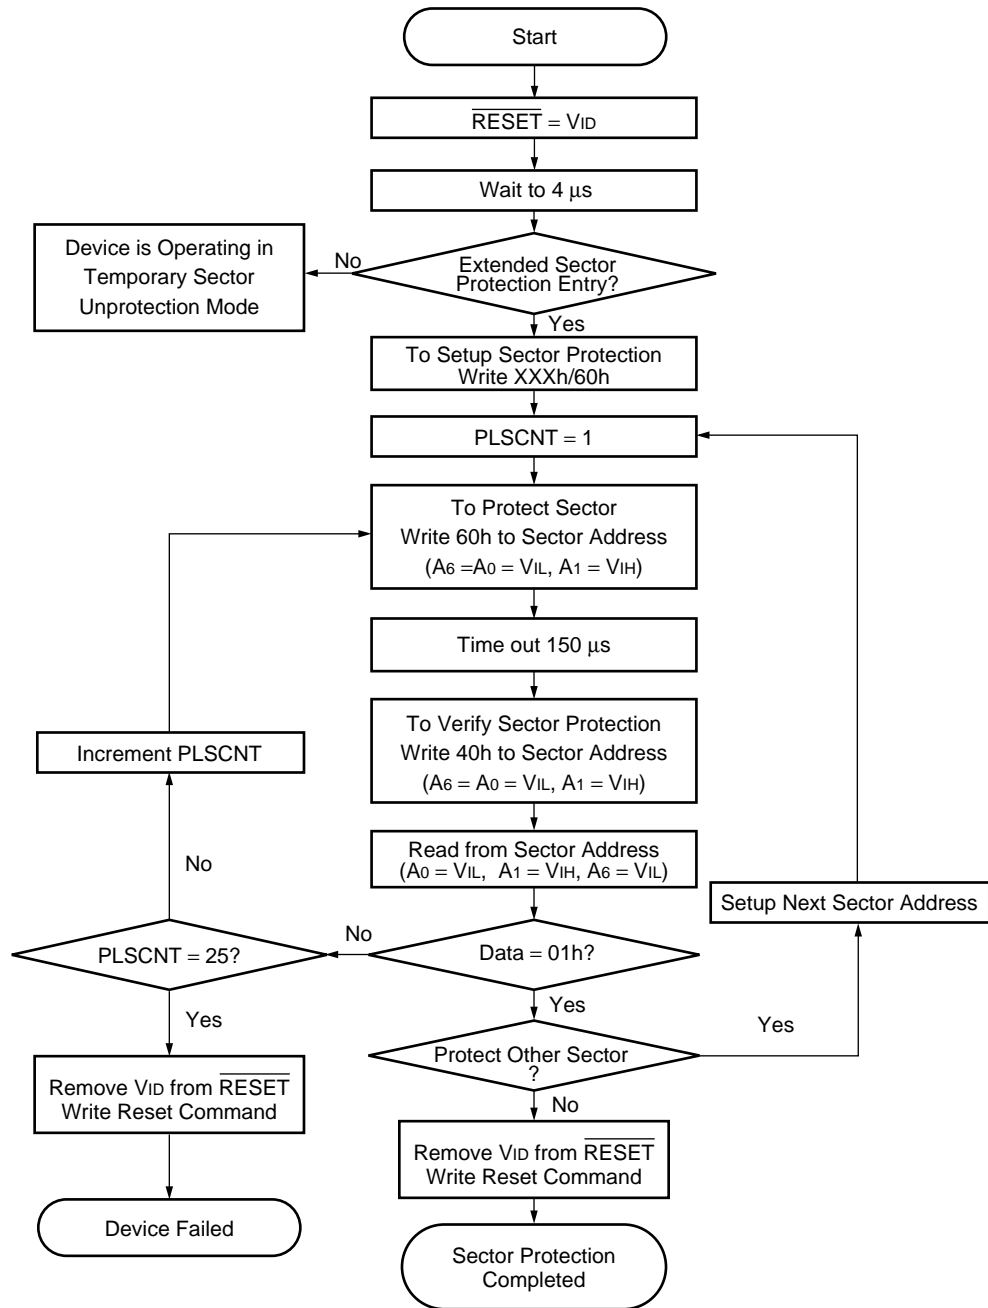 Start
RESET = VID
Wait to 4 μs
Device is Operating in
Temporary Sector
Unprotection Mode
No
Extended Sector
Protection Entry?
Yes
To Setup Sector Protection
Write XXXh/60h
PLSCNT = 1
To Protect Sector
Write 60h to Sector Address
(A6 =A0 = VIL, A1 = VIH)
Time out 150 μs
To Verify Sector Protection
Write 40h to Sector Address
(A6 = A0 = VIL, A1 = VIH)
Increment PLSCNT
Read from Sector Address
(A0 = VIL, A1 = VIH, A6 = VIL)
No
Setup Next Sector Address
PLSCNT = 25?
No
Data = 01h?
Yes
Yes
Yes
Protect Other Sector
?
No
Remove VID from RESET
Write Reset Command
Remove VID from RESET
Write Reset Command
Device Failed
Sector Protection
Completed